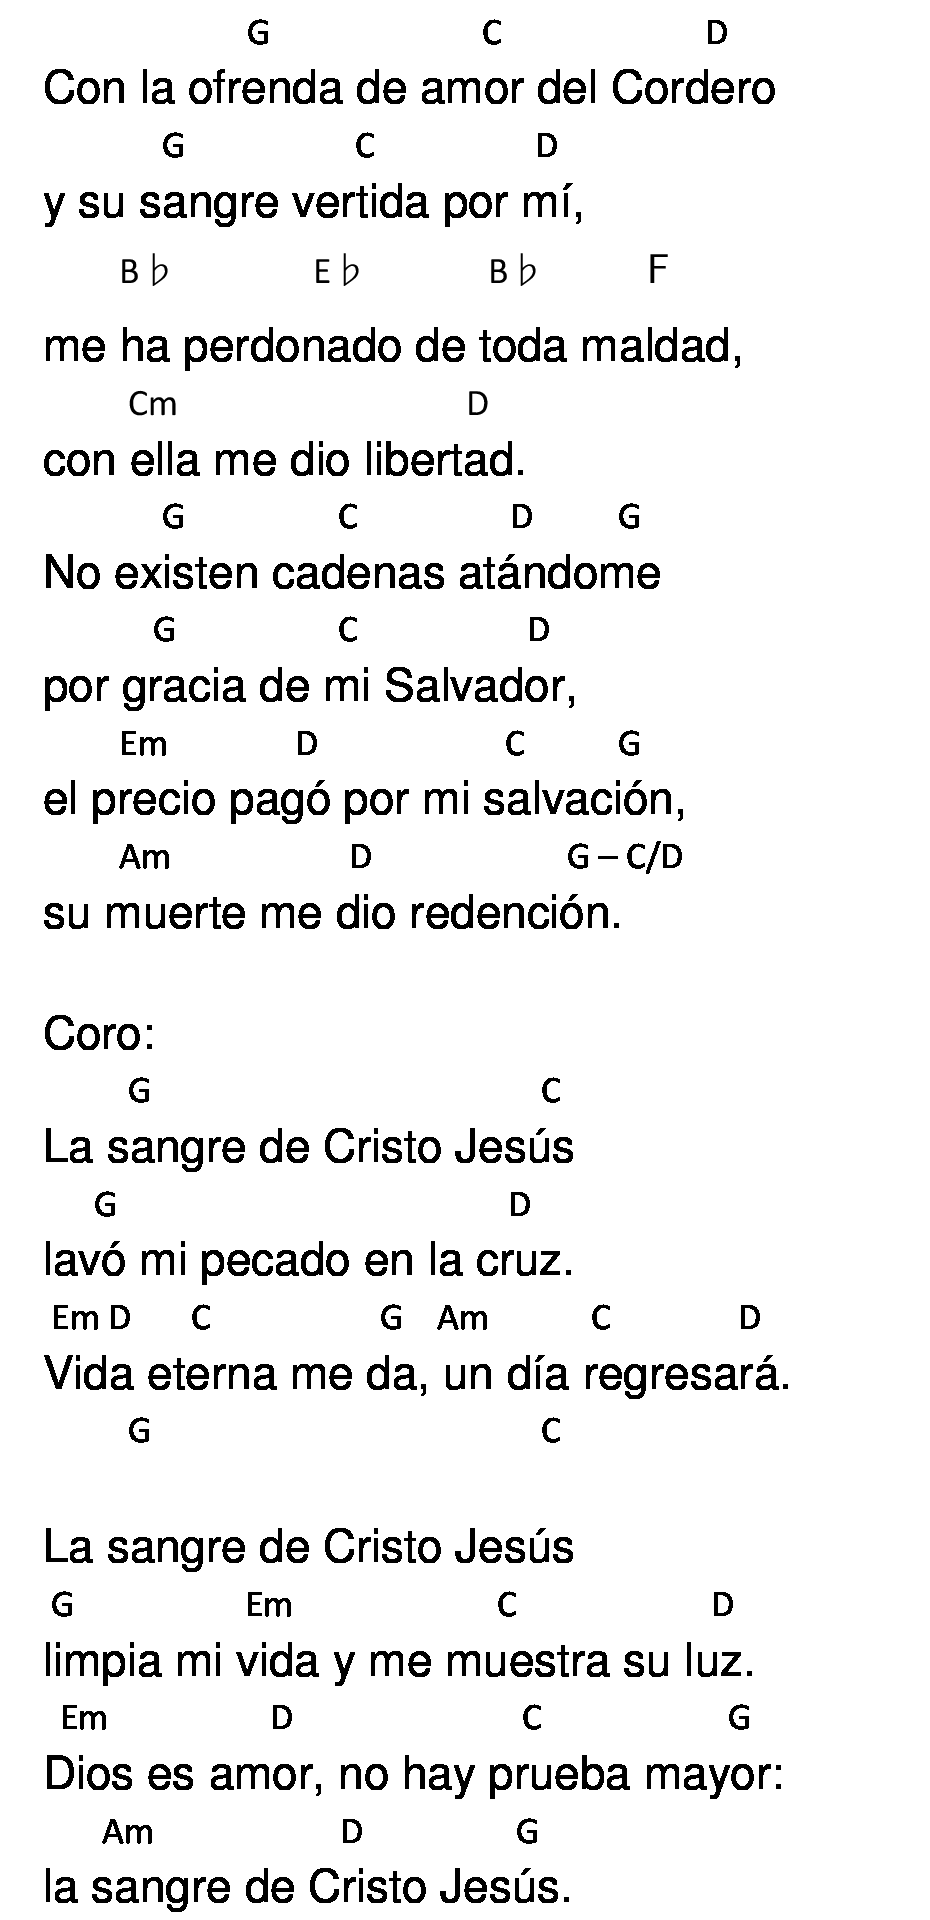 G C D
Con la ofrenda de amor del Cordero
G C D
y su sangre vertida por mí,
B♭ E♭ B♭ F
me ha perdonado de toda maldad,
Cm D
con ella me dio libertad.
G C D G
No existen cadenas atándome
G C D
por gracia de mi Salvador,
Em D C G
el precio pagó por mi salvación,
Am D G – C/D
su muerte me dio redención.
Coro:
G C
La sangre de Cristo Jesús
G D
lavó mi pecado en la cruz.
Em D C G Am C D
Vida eterna me da, un día regresará.
G C
La sangre de Cristo Jesús
G Em C D
limpia mi vida y me muestra su luz.
Em D C G
Dios es amor, no hay prueba mayor:
Am D G
la sangre de Cristo Jesús.